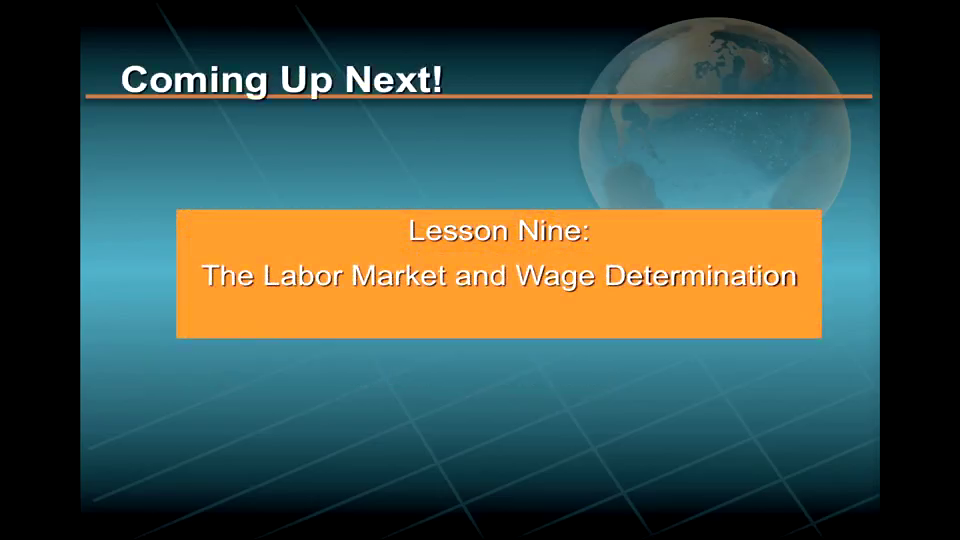 Coming Up Next!
Lesson Nine:
The Labor Market and Wage Determination